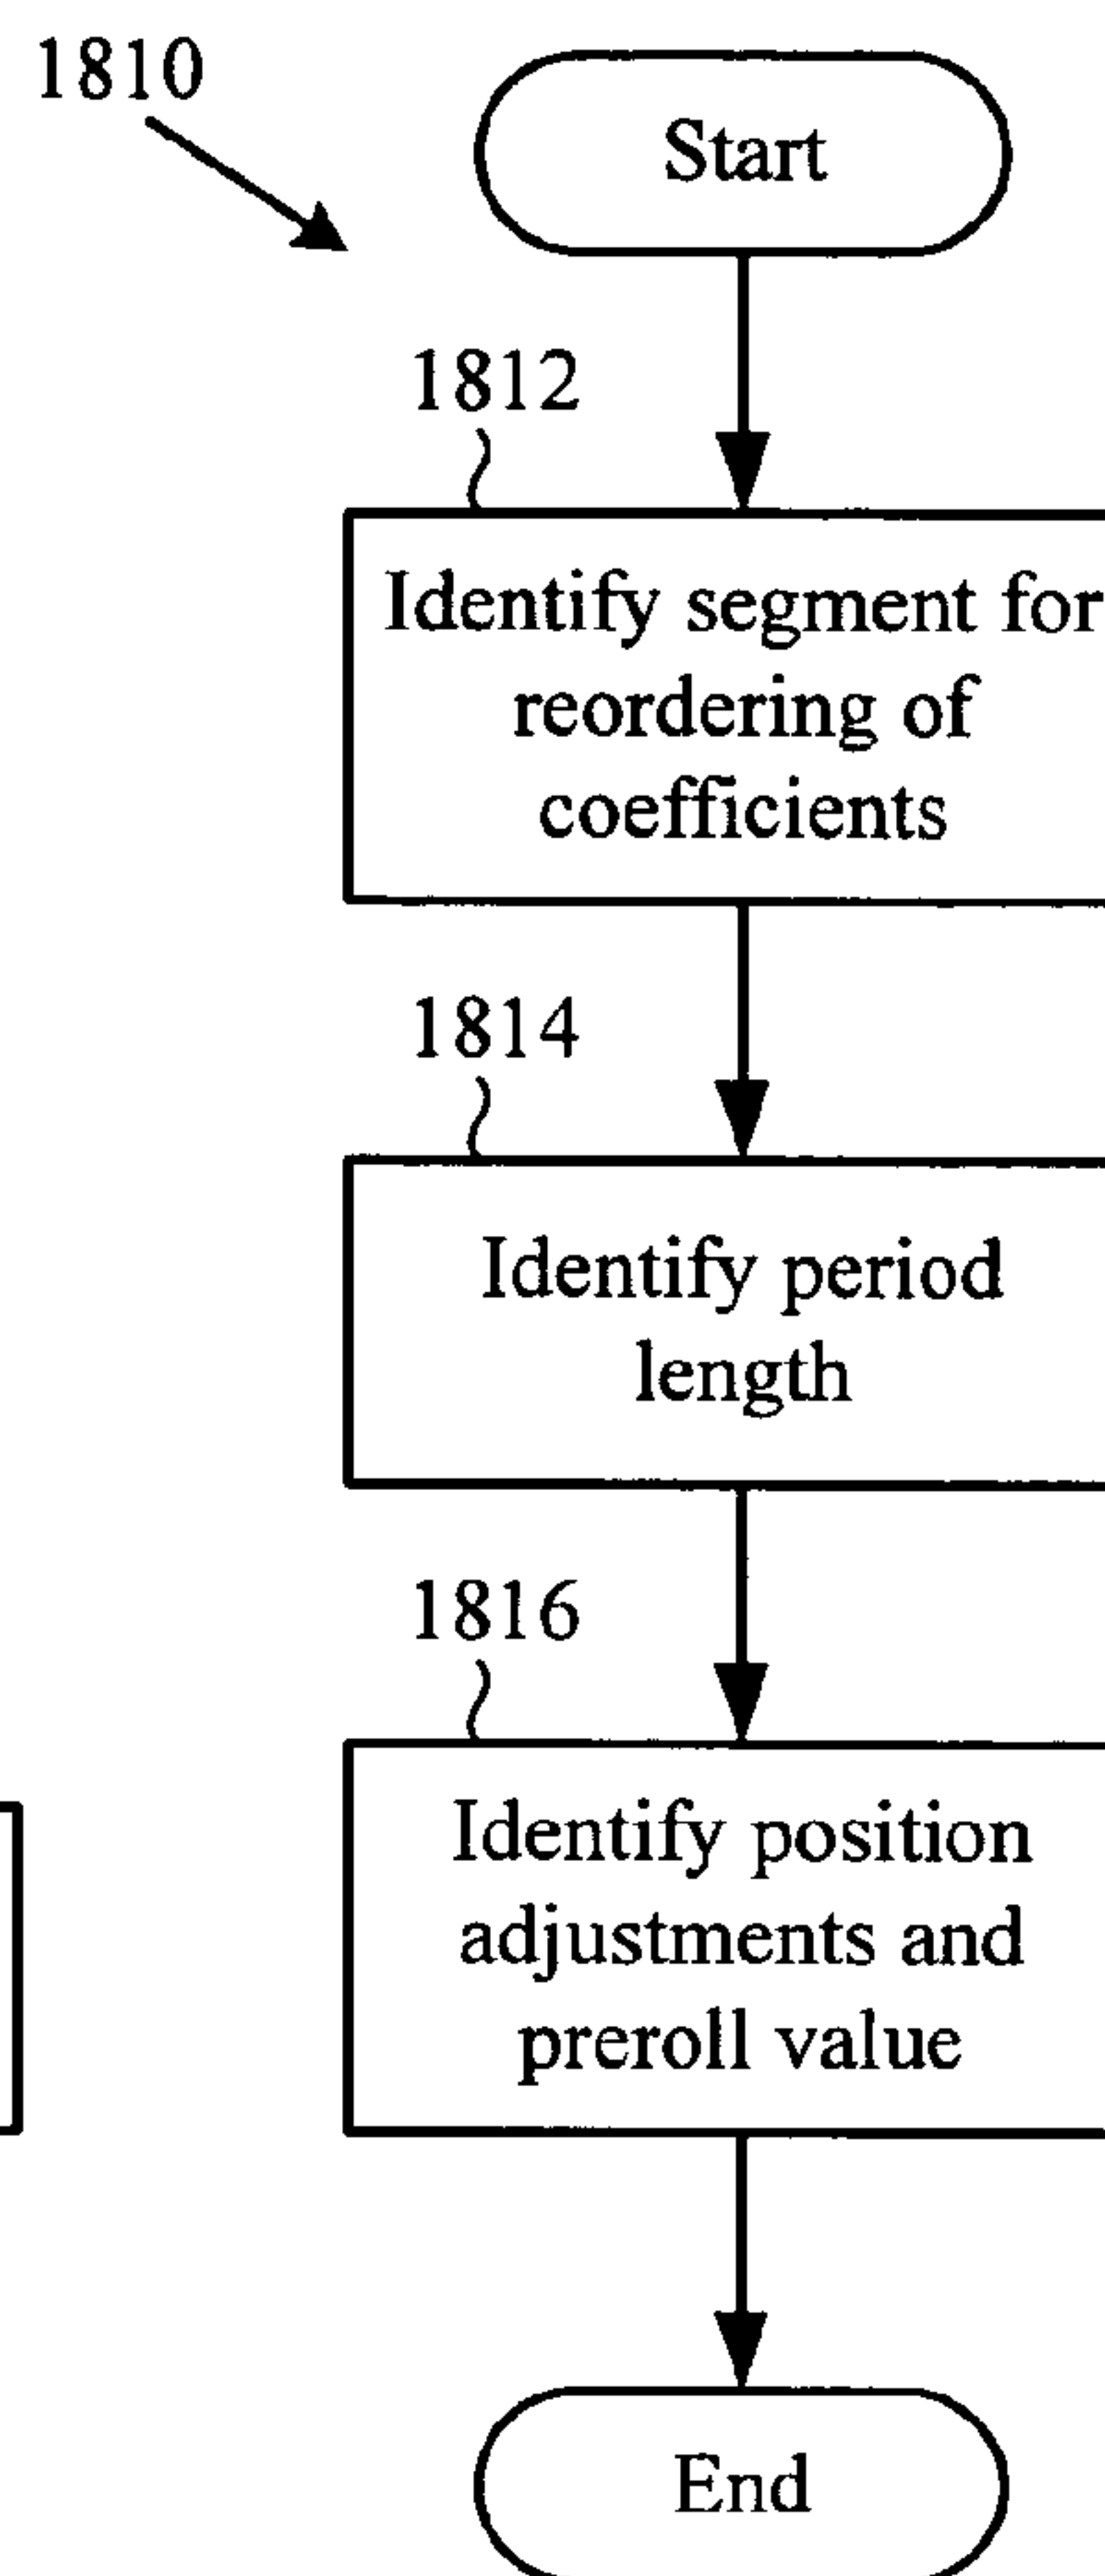 1810
Start
1812
Identify segment for
reordering of
coefficients
1814
Identify period
length
1816
Identify position
adjustments and
preroll value
End